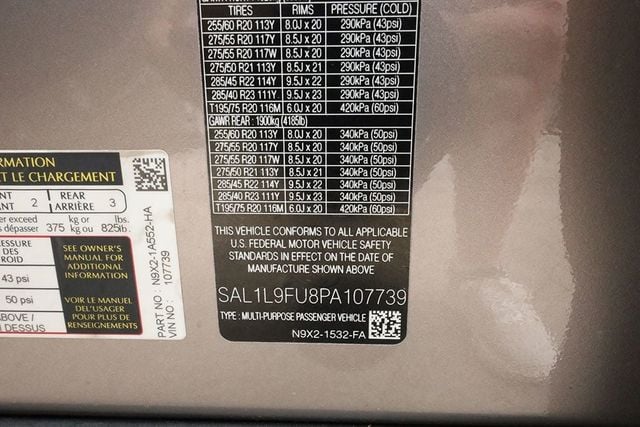 TIRES RIMS PRESSURE (COLD)
255/60 R20 113Y 8.0J x 20 290kPa (43psi)
275/55 R20 117Y 8.5J x 20 290kPa (43psi)
275/55 R20 117W 8.5J x 20 290kPa (43psi)
275/50 R21 113Y 8.5J x 21 290kPa (43psi)
285/45 R22 114Y 9.5J x 22 290kPa (43psi)
285/40 R23 111Y 9.5J x 23 290kPa (43psi)
T195/75 R20 116M 6.0J x 20 420kPa (60psi)
GAWR REAR : 1900kg (4185lb)
255/60 R20 113Y 8.0J x 20 340kPa (50psi)
275/55 R20 117Y 8.5J x 20 340kPa (50psi)
275/55 R20 117W 8.5J x 20 340kPa (50psi)
275/50 R21 113Y 8.5J x 21 340kPa (50psi)
285/45 R22 114Y 9.5J x 22 340kPa (50psi)
285/40 R23 111Y 9.5J x 23 340kPa (50psi)
T195/75 R20 116M 6.0J x 20 420kPa (60psi)
THIS VEHICLE CONFORMS TO ALL APPLICABLE
U.S. FEDERAL MOTOR VEHICLE SAFETY
STANDARDS IN EFFECT ON THE DATE OF
MANUFACTURE SHOWN ABOVE
SAL1L9FU8PA107739
TYPE : MULTI-PURPOSE PASSENGER VEHICLE
N9X2-1532-FA
RMATION
ET LE CHARGEMENT
NT 2 REAR 3
ANT ARRIÈRE
er exceed kg or lbs.
s dépasser 375 kg ou 825lb.
ESSURE
DES
ROID
43 psi
50 psi
ABOVE /
DESSUS
SEE OWNER'S
MANUAL FOR
ADDITIONAL
INFORMATION
VOIR LE MANUEL
DEL'USAGER
POUR PLUS DE
RENSEIGNEMENTS
N9X2-1A552-HA
VIN NO : 107739